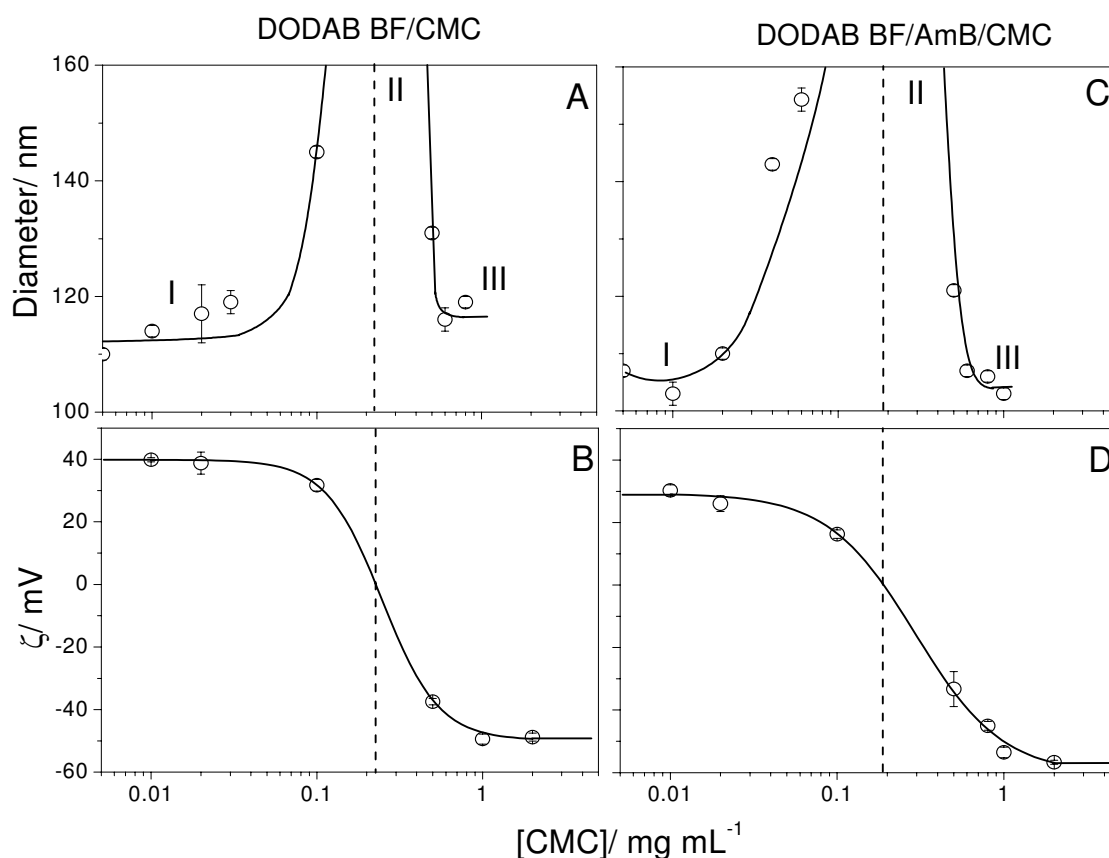 DODAB BF/CMC
DODAB BF/AmB/CMC
Diameter/ nm
160
140
120
100
I
II
III
A
I
II
III
C
ζ/ mV
40
20
0
-20
-40
-60
B
D
0.01 0.1 1
0.01 0.1 1
[CMC]/ mg mL⁻¹